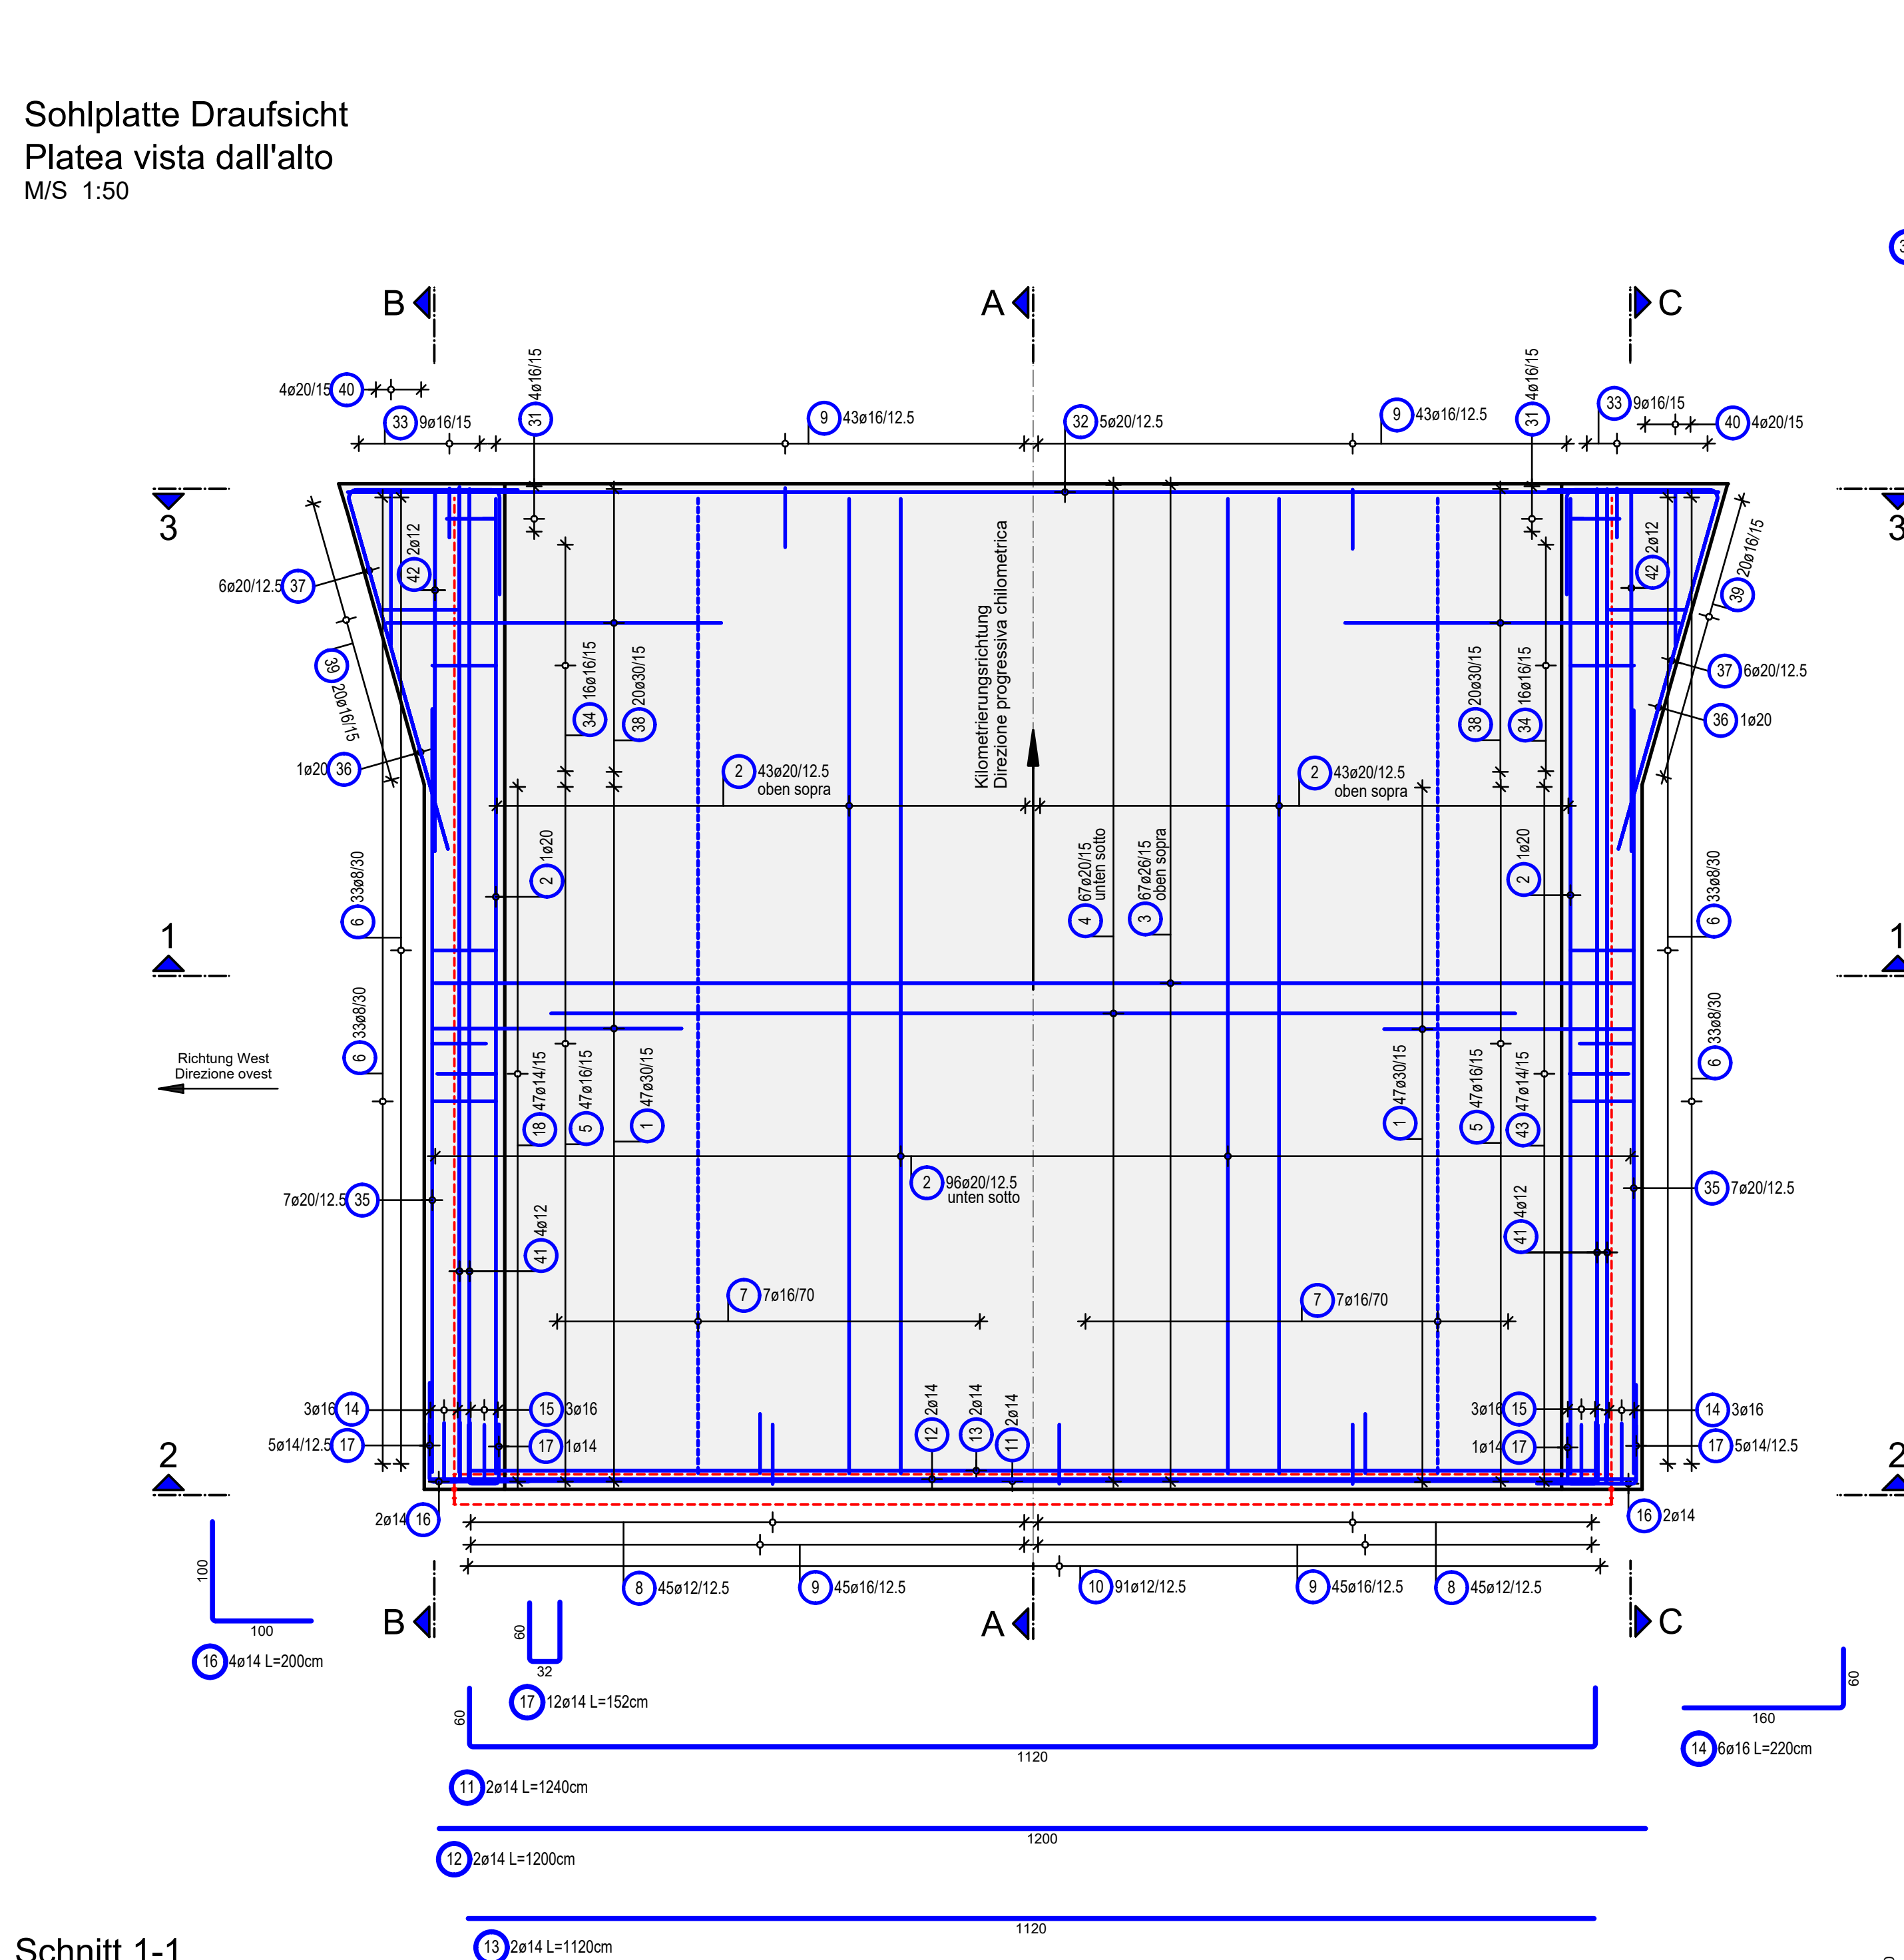 Sohlplatte Draufsicht
Platea vista dall'alto
M/S 1:50
B
A
C
4ø20/15 40
33 9ø16/15
31 4ø16/15
9 43ø16/12.5
32 5ø20/12.5
9 43ø16/12.5
31 4ø16/15
33 9ø16/15
40 4ø20/15
3
3
42 2ø12
42 2ø12
6ø20/12.5 37
39 20ø16/15
39 20ø16/15
1ø20 36
37 6ø20/12.5
36 1ø20
34 16ø16/15
38 20ø30/15
38 20ø30/15
34 16ø16/15
Kilometrierungsrichtung
Direzione progressiva chilometrica
2 43ø20/12.5
oben sopra
2 43ø20/12.5
oben sopra
2 1ø20
2 1ø20
4 67ø20/15
unten sotto
3 67ø26/15
oben sopra
6 33ø8/30
6 33ø8/30
1
1
6 33ø8/30
6 33ø8/30
Richtung West
Direzione ovest
18 47ø14/15
5 47ø16/15
1 47ø30/15
1 47ø30/15
5 47ø16/15
43 47ø14/15
2 96ø20/12.5
unten sotto
7ø20/12.5 35
35 7ø20/12.5
41 4ø12
41 4ø12
7 7ø16/70
7 7ø16/70
3ø16 14
15 3ø16
12 2ø14
13 2ø14
11 2ø14
3ø16 15
14 3ø16
5ø14/12.5 17
17 1ø14
1ø14 17
17 5ø14/12.5
2
2
2ø14 16
16 2ø14
8 45ø12/12.5
9 45ø16/12.5
10 91ø12/12.5
9 45ø16/12.5
8 45ø12/12.5
B
A
C
100
100
16 4ø14 L=200cm
60
32
17 12ø14 L=152cm
60
1120
11 2ø14 L=1240cm
60
160
14 6ø16 L=220cm
1200
12 2ø14 L=1200cm
1120
13 2ø14 L=1120cm
Schnitt 1-1